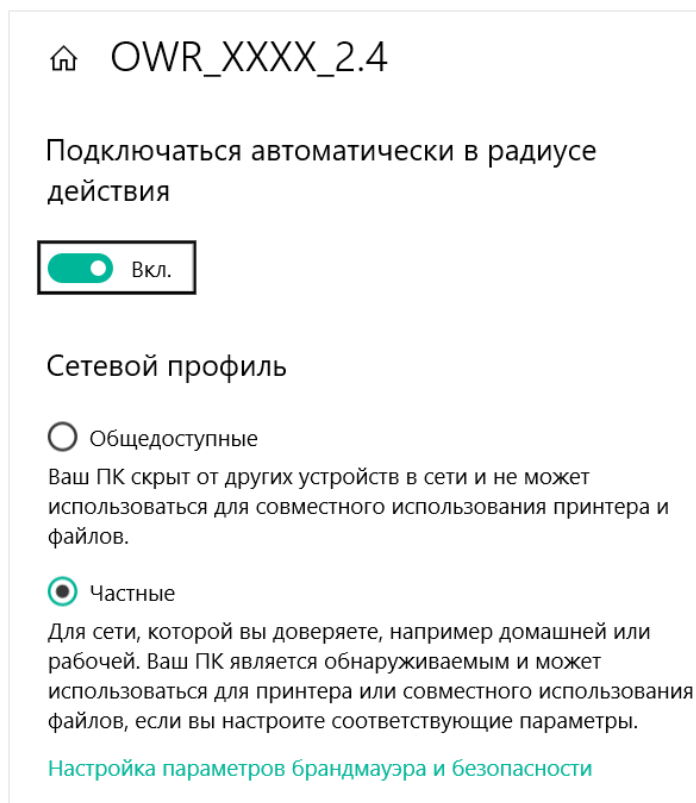 OWR_XXXX_2.4
Подключаться автоматически в радиусе
действия
Вкл.
Сетевой профиль
Общедоступные
Ваш ПК скрыт от других устройств в сети и не может
использоваться для совместного использования принтера и
файлов.
Частные
Для сети, которой вы доверяете, например домашней или
рабочей. Ваш ПК является обнаруживаемым и может
использоваться для принтера или совместного использования
файлов, если вы настроите соответствующие параметры.
Настройка параметров брандмауэра и безопасности